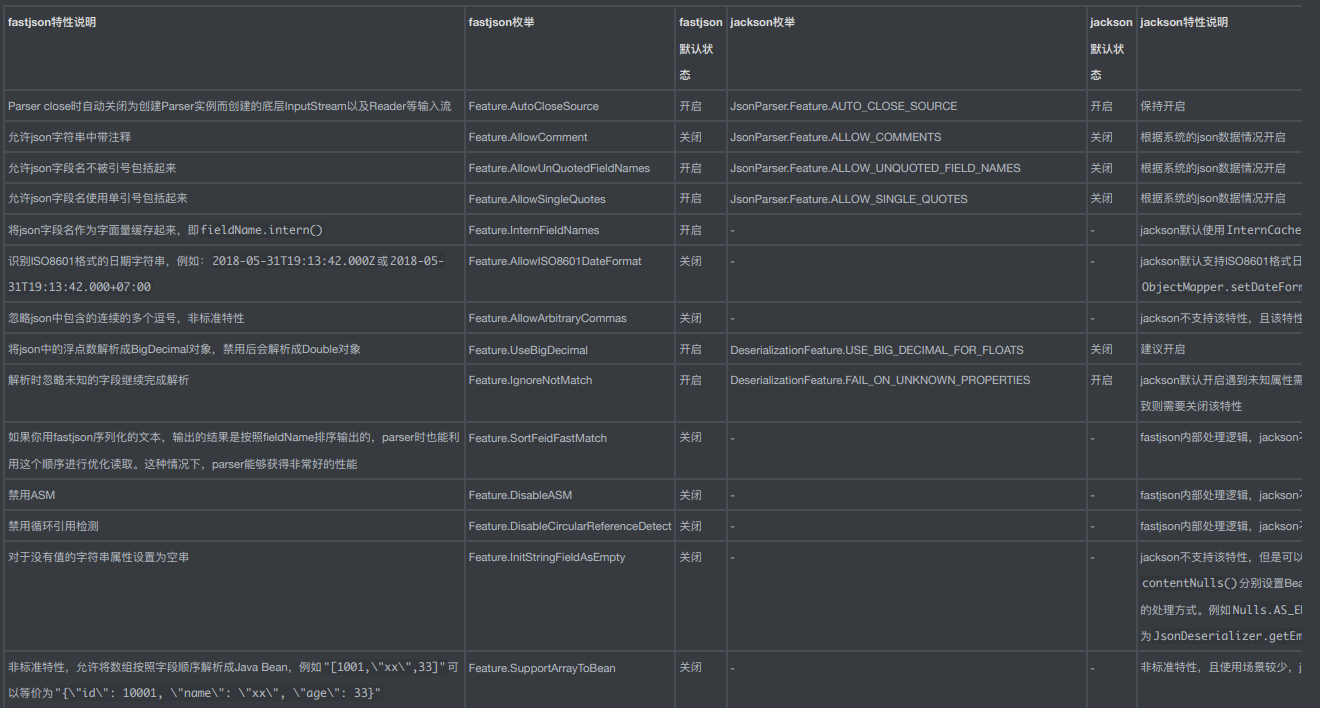 fastjson特性说明 fastjson枚举 fastjson jackson枚举 jackson jackson特性说明
默认状 默认状
态 态
Parser close时自动关闭为创建Parser实例而创建的底层InputStream以及Reader等输入流 Feature.AutoCloseSource 开启 JsonParser.Feature.AUTO_CLOSE_SOURCE 开启 保持开启
允许json字符串中带注释 Feature.AllowComment 关闭 JsonParser.Feature.ALLOW_COMMENTS 关闭 根据系统的json数据情况开启
允许json字段名不被引号包括起来 Feature.AllowUnQuotedFieldNames 开启 JsonParser.Feature.ALLOW_UNQUOTED_FIELD_NAMES 关闭 根据系统的json数据情况开启
允许json字段名使用单引号包括起来 Feature.AllowSingleQuotes 开启 JsonParser.Feature.ALLOW_SINGLE_QUOTES 关闭 根据系统的json数据情况开启
将json字段名作为字面量缓存起来，即fieldName.intern() Feature.InternFieldNames 开启 - - jackson默认使用InternCache
识别ISO8601格式的日期字符串，例如：2018-05-31T19:13:42.000Z或2018-05- Feature.AllowISO8601DateFormat 关闭 - - jackson默认支持ISO8601格式日
31T19:13:42.000+07:00 ObjectMapper.setDateForm
忽略json中包含的连续的多个逗号，非标准特性 Feature.AllowArbitraryCommas 关闭 - - jackson不支持该特性，且该特性
将json中的浮点数解析成BigDecimal对象，禁用后会解析成Double对象 Feature.UseBigDecimal 开启 DeserializationFeature.USE_BIG_DECIMAL_FOR_FLOATS 关闭 建议开启
解析时忽略未知的字段继续完成解析 Feature.IgnoreNotMatch 开启 DeserializationFeature.FAIL_ON_UNKNOWN_PROPERTIES 开启 jackson默认开启遇到未知属性需
致则需要关闭该特性
如果你用fastjson序列化的文本，输出的结果是按照fieldName排序输出的，parser时也能利 Feature.SortFeidFastMatch 关闭 - - fastjson内部处理逻辑，jackson
用这个顺序进行优化读取。这种情况下，parser能够获得非常好的性能
禁用ASM Feature.DisableASM 关闭 - - fastjson内部处理逻辑，jackson
禁用循环引用检测 Feature.DisableCircularReferenceDetect 关闭 - - fastjson内部处理逻辑，jackson
对于没有值的字符串属性设置为空串 Feature.InitStringFieldAsEmpty 关闭 - - jackson不支持该特性，但是可以
contentNulls()分别设置Bea
的处理方式。例如Nulls.AS_E
为JsonDeserializer.getEm
非标准特性，允许将数组按照字段顺序解析成Java Bean，例如"[1001,\"xx\",33]"可 Feature.SupportArrayToBean 关闭 - - 非标准特性，且使用场景较少，j
以等价为"{\"id\": 10001, \"name\": \"xx\", \"age\": 33}"